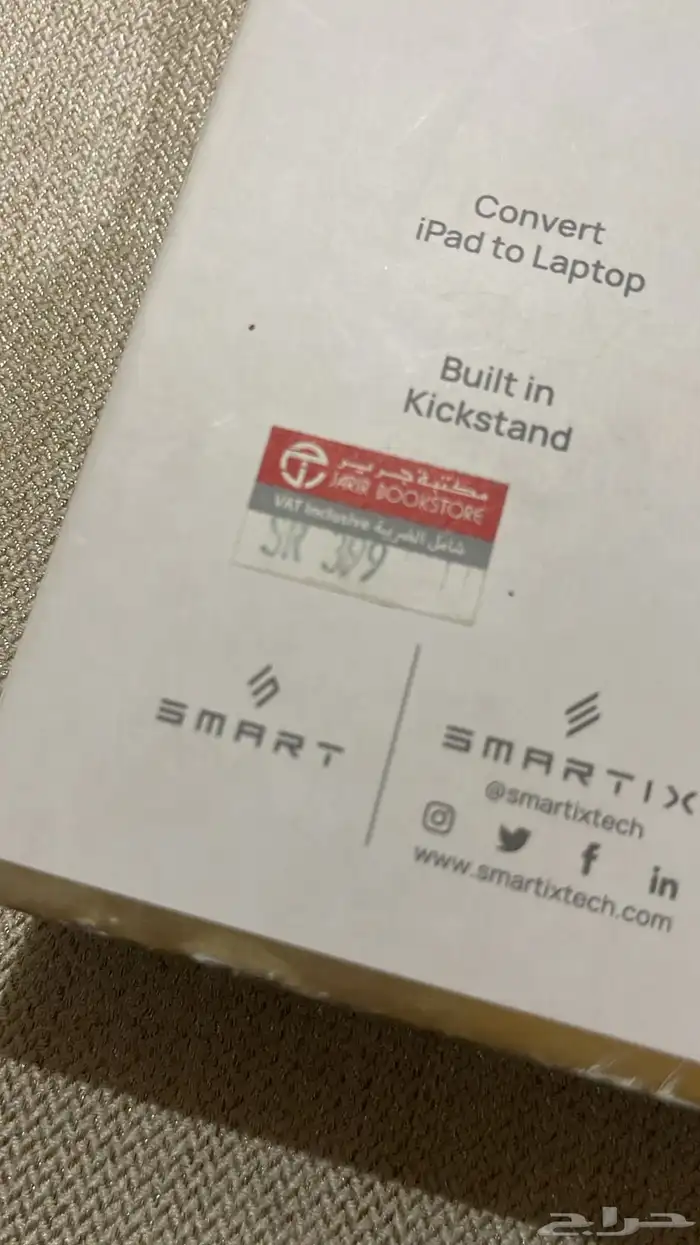 Convert
iPad to Laptop
Built in
Kickstand
مكتبة جرير
JARIR BOOKSTORE
VAT Inclusive شامل الضريبة
SR 399
SMART
SMARTIX
@smartixtech
in
www.smartixtech.com
حراج